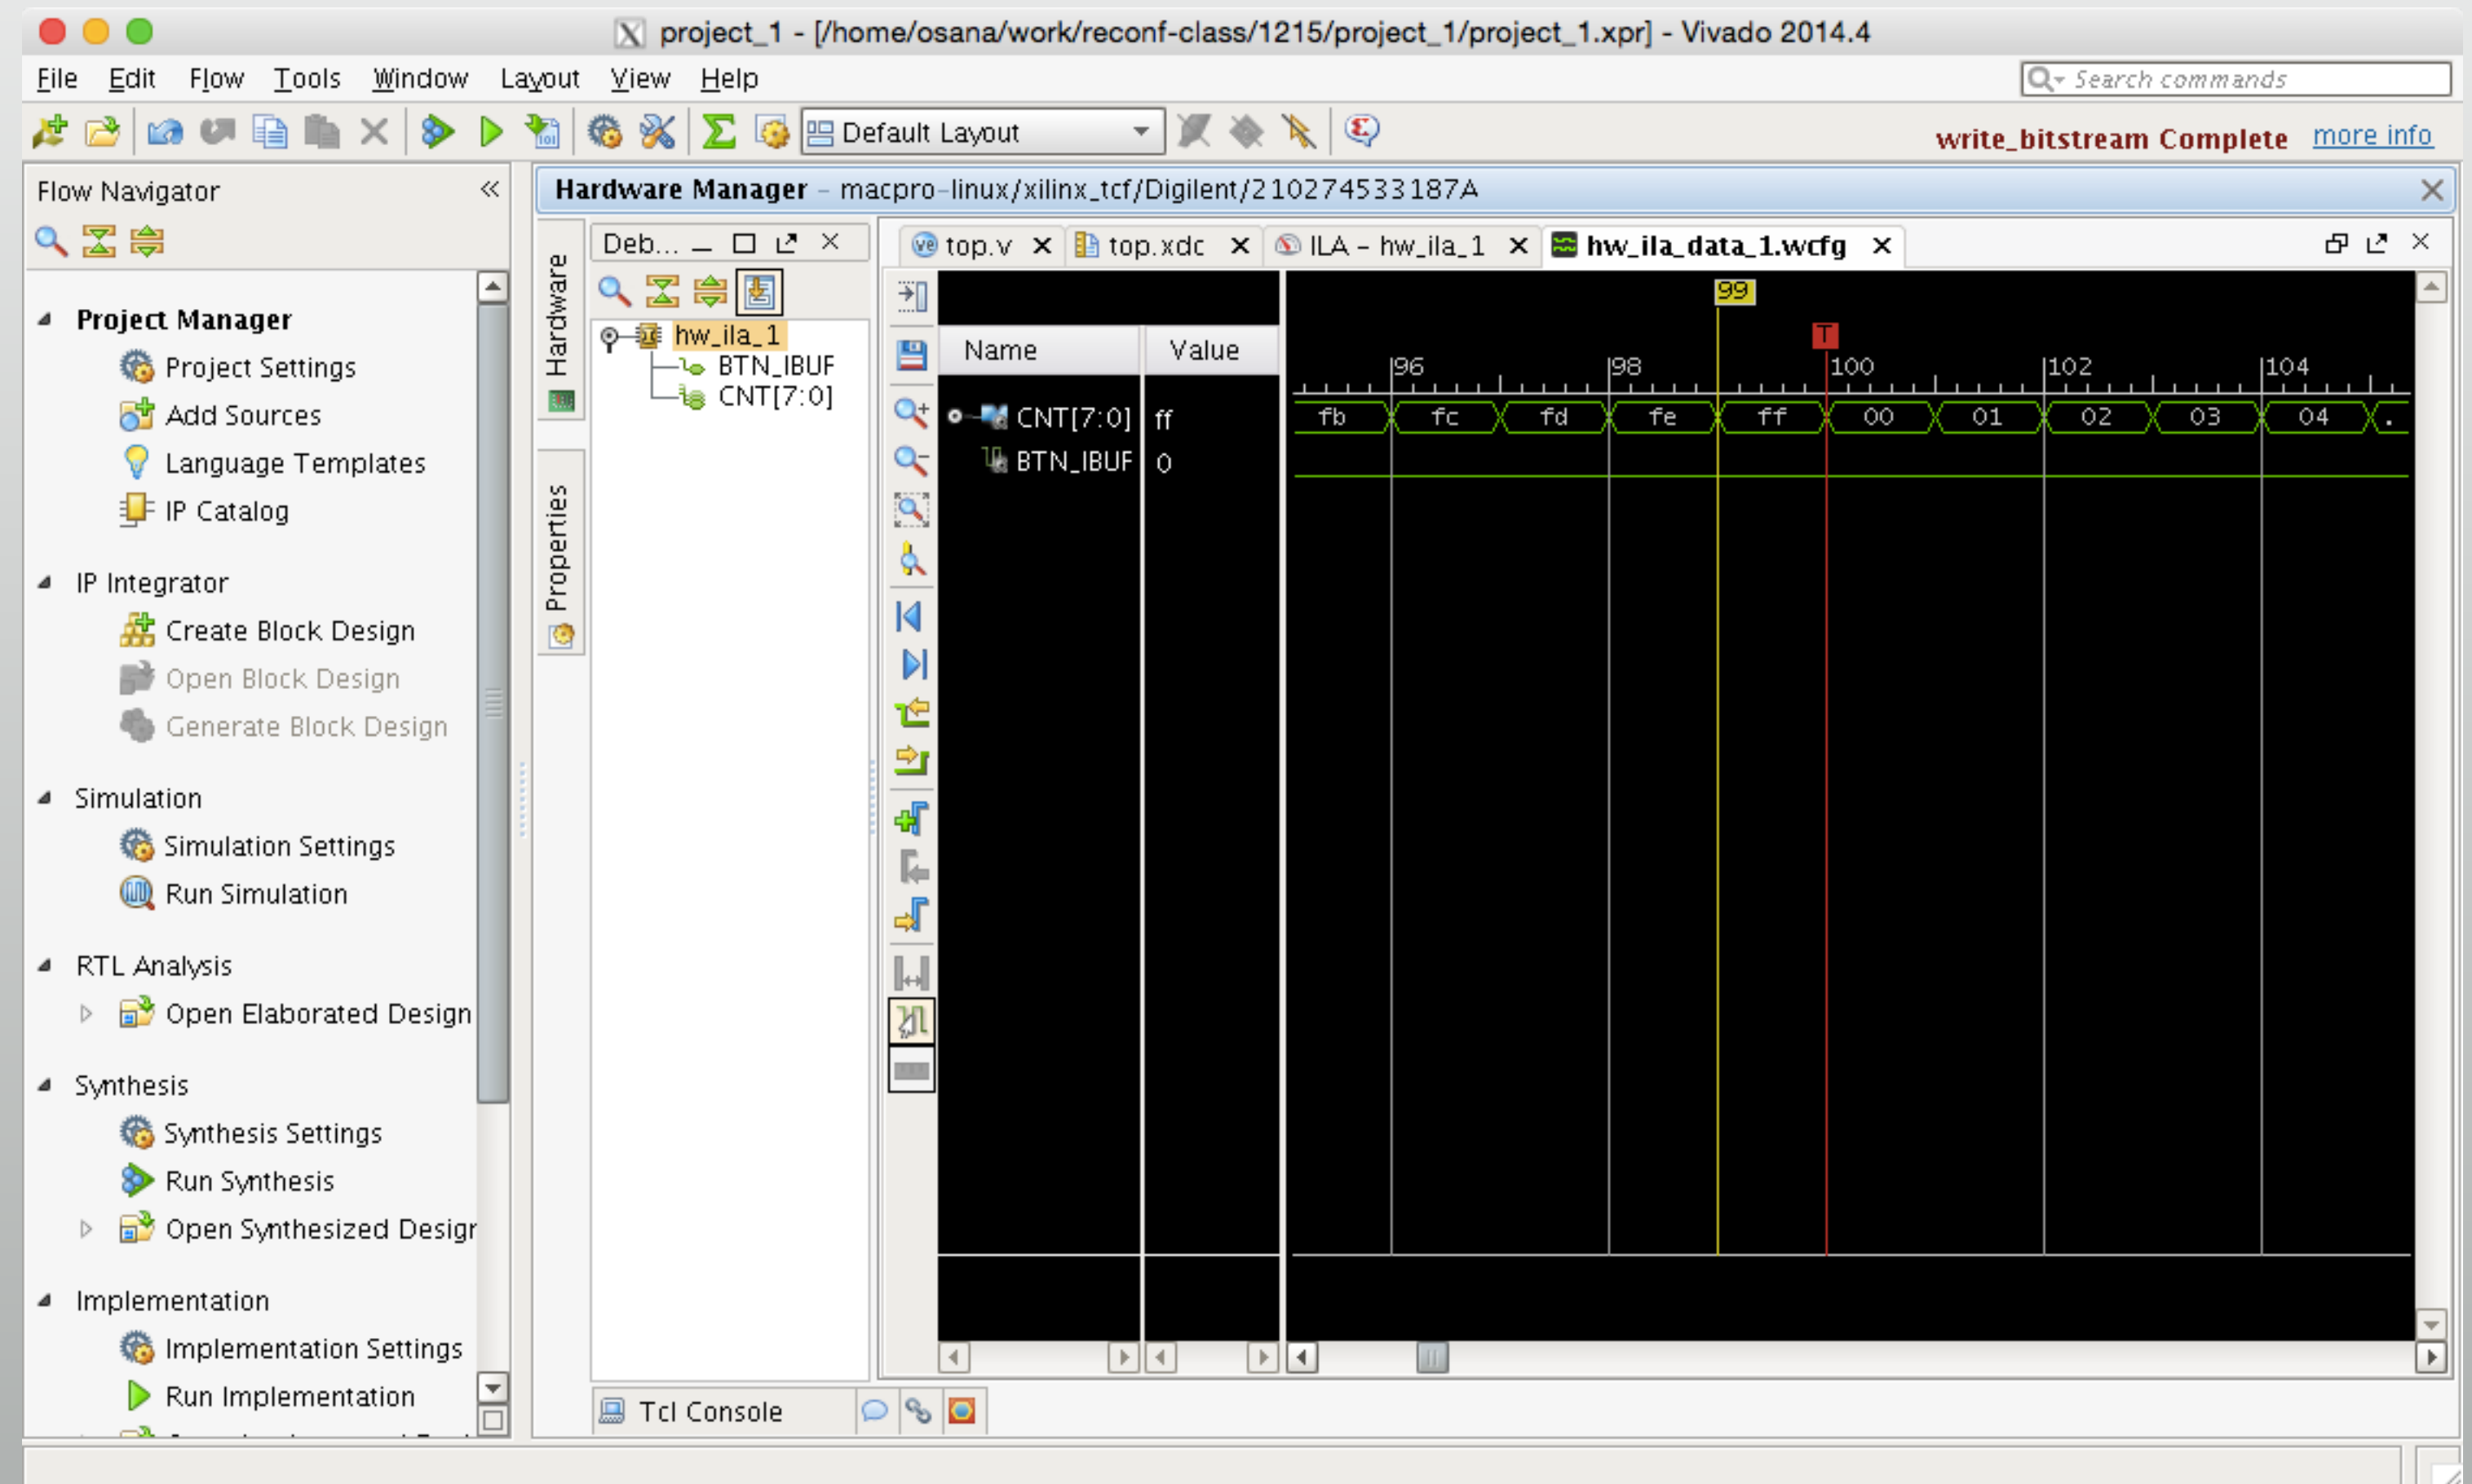 project_1 - [/home/osana/work/reconf-class/1215/project_1/project_1.xpr] - Vivado 2014.4
File Edit Flow Tools Window Layout View Help
Search commands
Default Layout
write_bitstream Complete more info
Flow Navigator
Project Manager
Project Settings
Add Sources
Language Templates
IP Catalog
IP Integrator
Create Block Design
Open Block Design
Generate Block Design
Simulation
Simulation Settings
Run Simulation
RTL Analysis
Open Elaborated Design
Synthesis
Synthesis Settings
Run Synthesis
Open Synthesized Desigr
Implementation
Implementation Settings
Run Implementation
Hardware Manager - macpro-linux/xilinx_tcf/Digilent/210274533187A
Hardware
Properties
Deb...
hw_ila_1
BTN_IBUF
CNT[7:0]
top.v top.xdc ILA - hw_ila_1 hw_ila_data_1.wcfg
Name Value
CNT[7:0] ff
BTN_IBUF 0
99
T
96 98 100 102 104
fb fc fd fe ff 00 01 02 03 04 .
Tcl Console